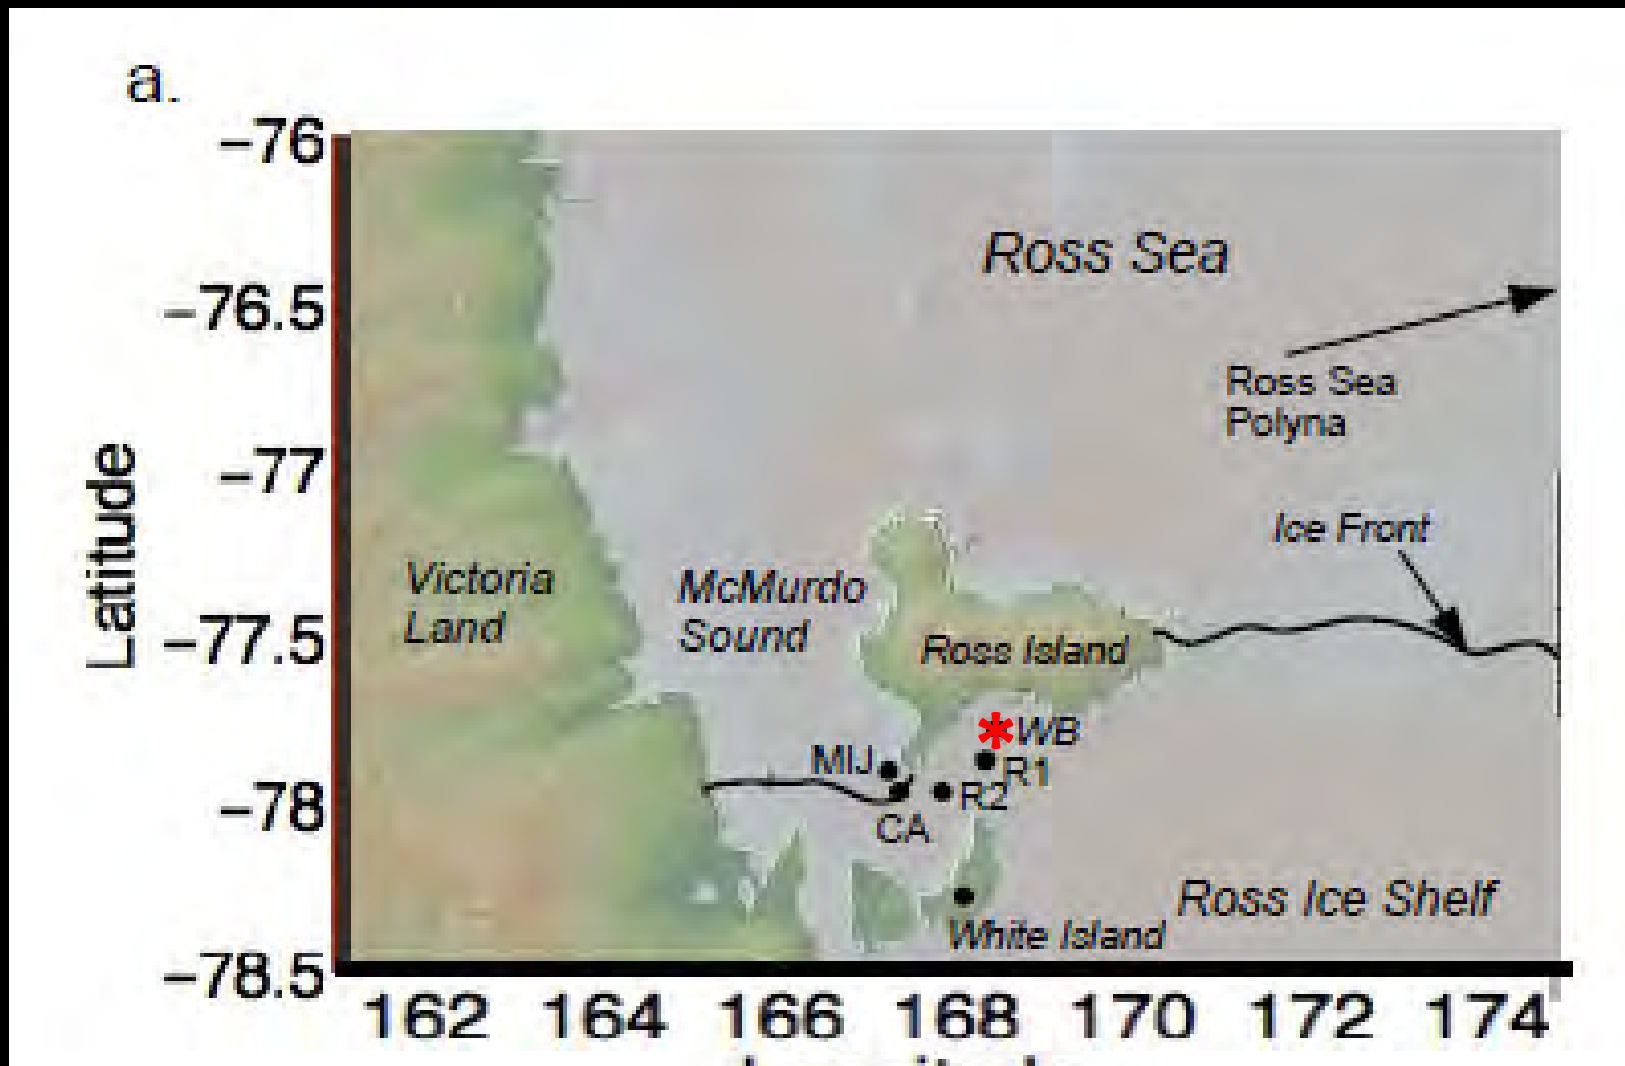 a.
-76
Ross Sea
-76.5
Ross Sea
Polyna
-77
Latitude
Ice Front
Victoria
Land
McMurdo
Sound
-77.5
Ross Island
*WB
MIJ
R1
R2
-78
CA
Ross Ice Shelf
White Island
-78.5
162 164 166 168 170 172 174